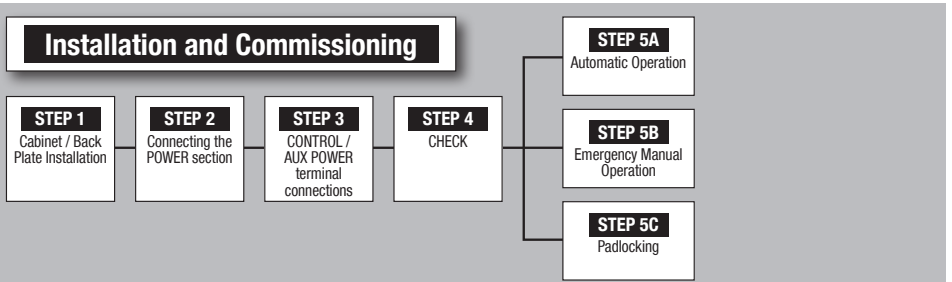 Installation and Commissioning
STEP 1
Cabinet / Back
Plate Installation
STEP 2
Connecting the
POWER section
STEP 3
CONTROL /
AUX POWER
terminal
connections
STEP 4
CHECK
STEP 5A
Automatic Operation
STEP 5B
Emergency Manual
Operation
STEP 5C
Padlocking